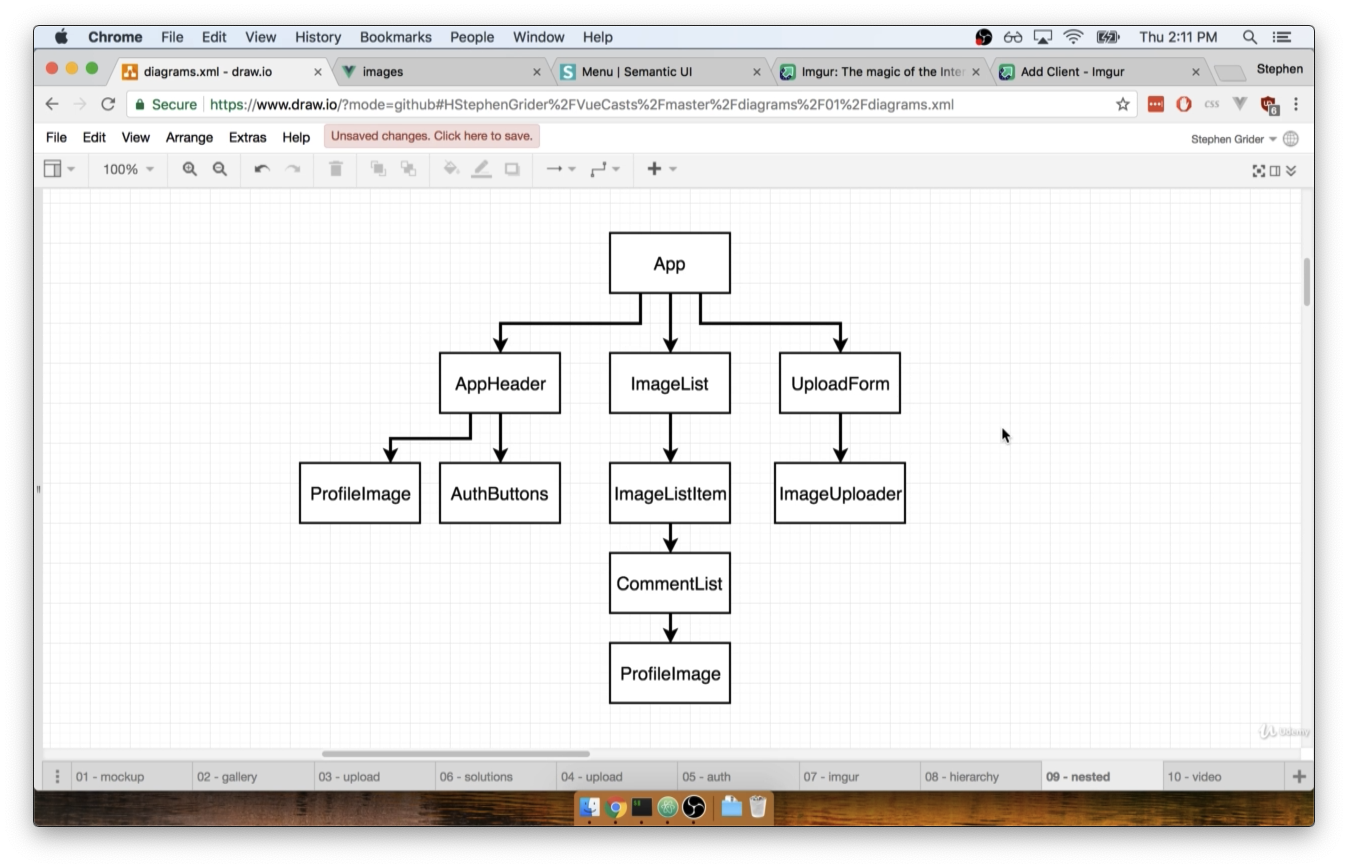 Chrome File Edit View History Bookmarks People Window Help Thu 2:11 PM
diagrams.xml - draw.io images Menu | Semantic UI Imgur: The magic of the Inter Add Client - Imgur Stephen
Secure https://www.draw.io/?mode=github#HStephenGrider%2FVueCasts%2Fmaster%2Fdiagrams%2F01%2Fdiagrams.xml CSS 6
File Edit View Arrange Extras Help Unsaved changes. Click here to save. Stephen Grider
100%
App
AppHeader ImageList UploadForm
ProfileImage AuthButtons ImageListItem ImageUploader
CommentList
ProfileImage
Udemy
01 - mockup 02 - gallery 03 - upload 06 - solutions 04 - upload 05 - auth 07 - imgur 08 - hierarchy 09 - nested 10 - video